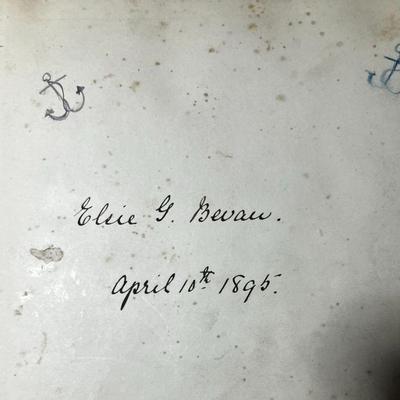 Elsie G. Bevan.
April 10th 1895.